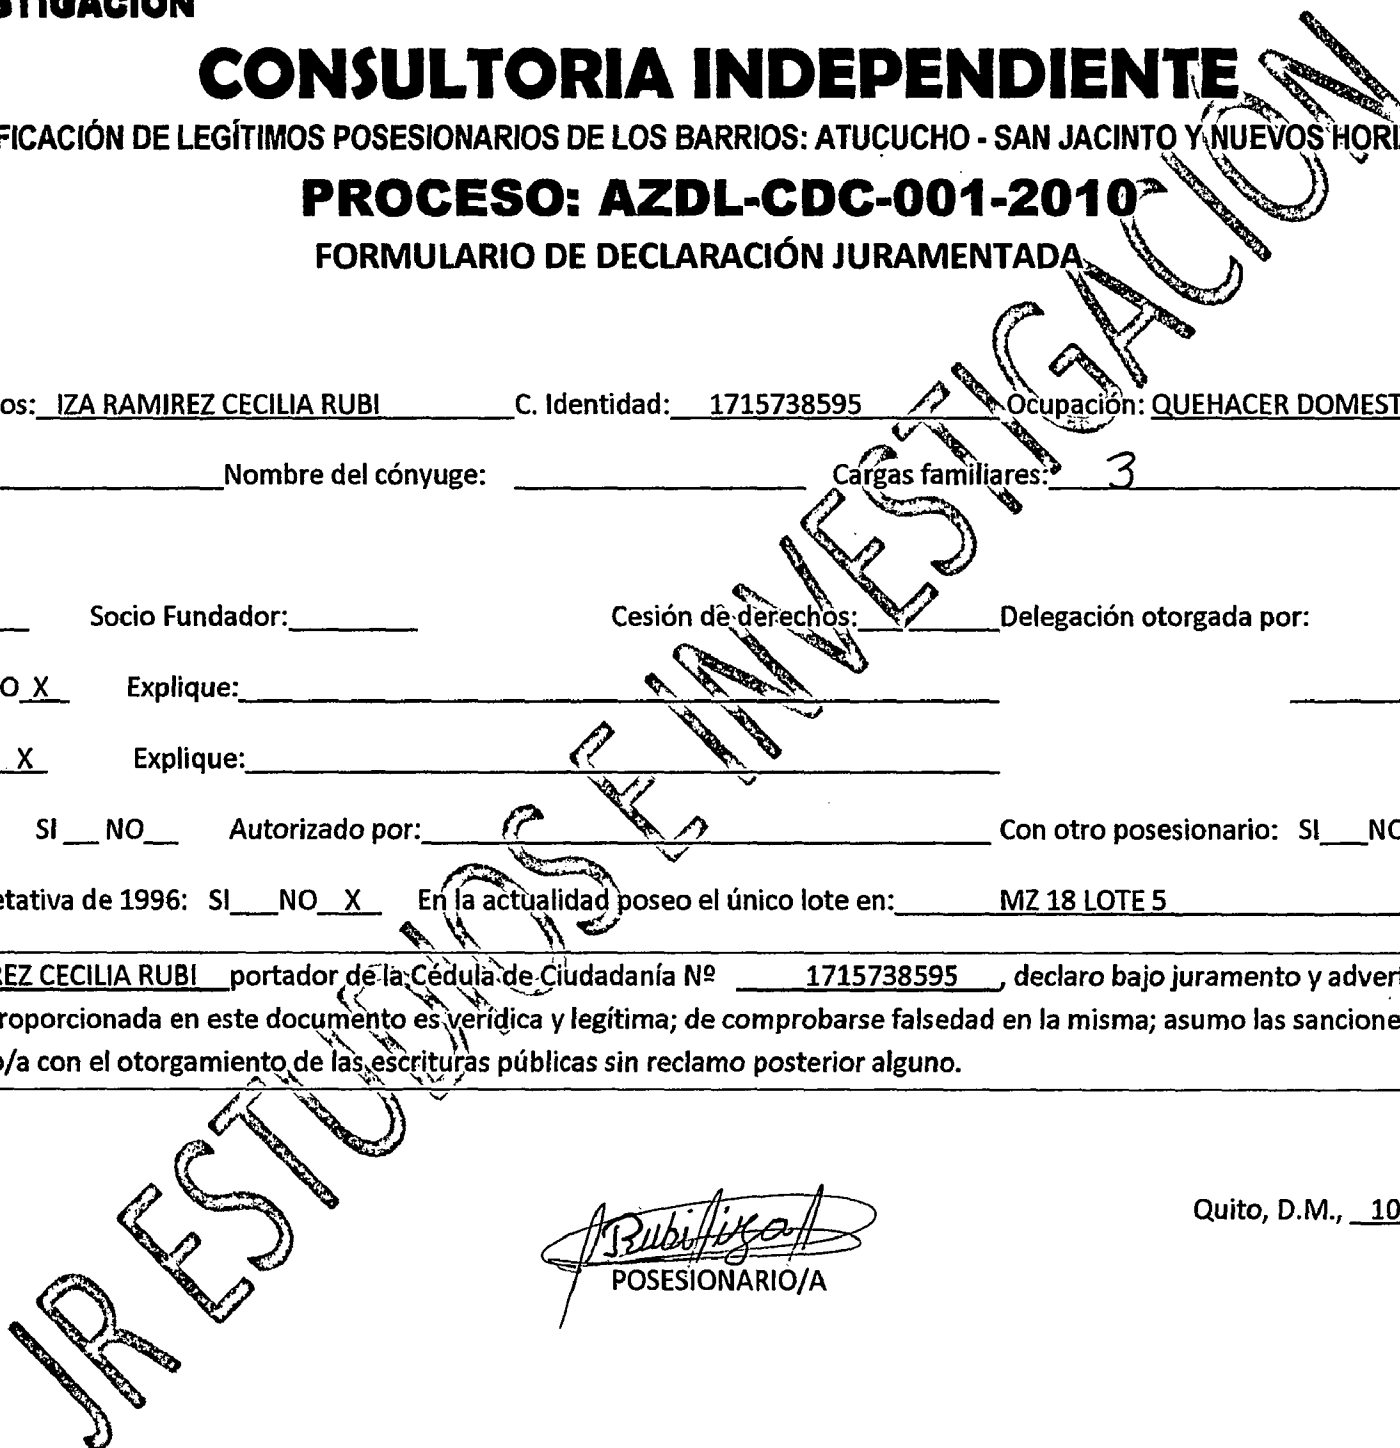 STIGACIÓN
CONSULTORIA INDEPENDIENTE
FICACIÓN DE LEGÍTIMOS POSESIONARIOS DE LOS BARRIOS: ATUCUCHO - SAN JACINTO Y NUEVOS HORI
PROCESO: AZDL-CDC-001-2010
FORMULARIO DE DECLARACIÓN JURAMENTADA
os: IZA RAMIREZ CECILIA RUBI C. Identidad: 1715738595 Ocupación: QUEHACER DOMEST
Nombre del cónyuge: Cargas familiares: 3
Socio Fundador: Cesión de derechos: Delegación otorgada por:
O X Explique:
X Explique:
SI NO Autorizado por: Con otro posesionario: SI NO
etativa de 1996: SI NO X En la actualidad poseo el único lote en: MZ 18 LOTE 5
REZ CECILIA RUBI portador de la Cédula de Ciudadanía Nº 1715738595, declaro bajo juramento y advert
roporcionada en este documento es verídica y legítima; de comprobarse falsedad en la misma; asumo las sancione
o/a con el otorgamiento de las escrituras públicas sin reclamo posterior alguno.
Quito, D.M., 10
Rubi iza
POSESIONARIO/A
JR ESTUDIOS E INVESTIGACION